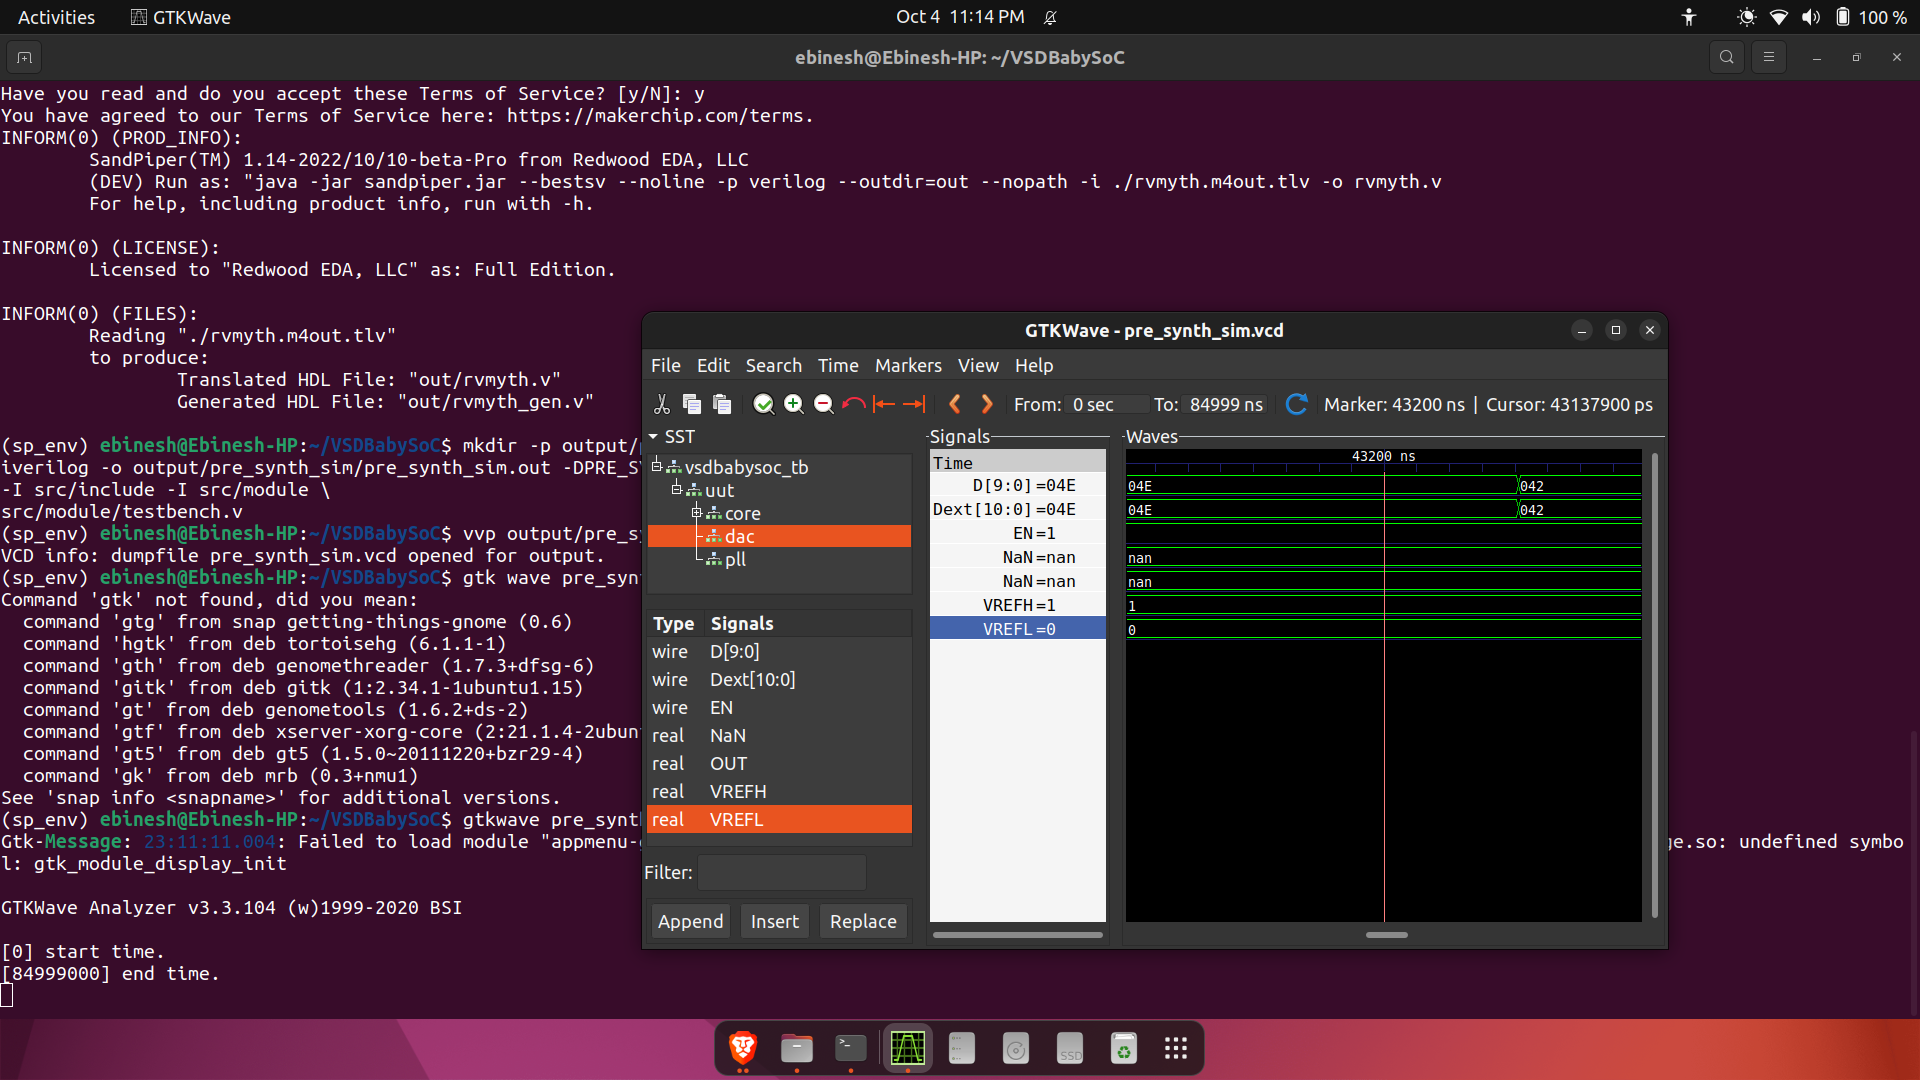 Activities GTKWave Oct 4 11:14 PM 100 %
ebinesh@Ebinesh-HP: ~/VSDBabySoC
Have you read and do you accept these Terms of Service? [y/N]: y
You have agreed to our Terms of Service here: https://makerchip.com/terms.
INFORM(0) (PROD_INFO):
SandPiper(TM) 1.14-2022/10/10-beta-Pro from Redwood EDA, LLC
(DEV) Run as: "java -jar sandpiper.jar --bestsv --noline -p verilog --outdir=out --nopath -i ./rvmyth.m4out.tlv -o rvmyth.v
For help, including product info, run with -h.
INFORM(0) (LICENSE):
Licensed to "Redwood EDA, LLC" as: Full Edition.
INFORM(0) (FILES):
Reading "./rvmyth.m4out.tlv"
to produce:
Translated HDL File: "out/rvmyth.v"
Generated HDL File: "out/rvmyth_gen.v"
(sp_env) ebinesh@Ebinesh-HP:~/VSDBabySoC$ mkdir -p output/
iverilog -o output/pre_synth_sim/pre_synth_sim.out -DPRE_SY
-I src/include -I src/module \
src/module/testbench.v
(sp_env) ebinesh@Ebinesh-HP:~/VSDBabySoC$ vvp output/pre_s
VCD info: dumpfile pre_synth_sim.vcd opened for output.
(sp_env) ebinesh@Ebinesh-HP:~/VSDBabySoC$ gtk wave pre_syn
Command 'gtk' not found, did you mean:
command 'gtg' from snap getting-things-gnome (0.6)
command 'hgtk' from deb tortoisehg (6.1.1-1)
command 'gth' from deb genomethreader (1.7.3+dfsg-6)
command 'gitk' from deb gitk (1:2.34.1-1ubuntu1.15)
command 'gt' from deb genometools (1.6.2+ds-2)
command 'gtf' from deb xserver-xorg-core (2:21.1.4-2ubun
command 'gt5' from deb gt5 (1.5.0~20111220+bzr29-4)
command 'gk' from deb mrb (0.3+nmu1)
See 'snap info <snapname>' for additional versions.
(sp_env) ebinesh@Ebinesh-HP:~/VSDBabySoC$ gtkwave pre_synt
Gtk-Message: 23:11:11.004: Failed to load module "appmenu- ge.so: undefined symbo
l: gtk_module_display_init
GTKWave Analyzer v3.3.104 (w)1999-2020 BSI
[0] start time.
[84999000] end time.
GTKWave - pre_synth_sim.vcd
File Edit Search Time Markers View Help
From: 0 sec To: 84999 ns Marker: 43200 ns | Cursor: 43137900 ps
SST
vsdbabysoc_tb
uut
core
dac
pll
Type Signals
wire D[9:0]
wire Dext[10:0]
wire EN
real NaN
real OUT
real VREFH
real VREFL
Filter:
Append Insert Replace
Signals
Time
D[9:0]=04E
Dext[10:0]=04E
EN=1
NaN=nan
NaN=nan
VREFH=1
VREFL=0
Waves
43200 ns
04E 042
04E 042
nan
nan
1
0
SSD